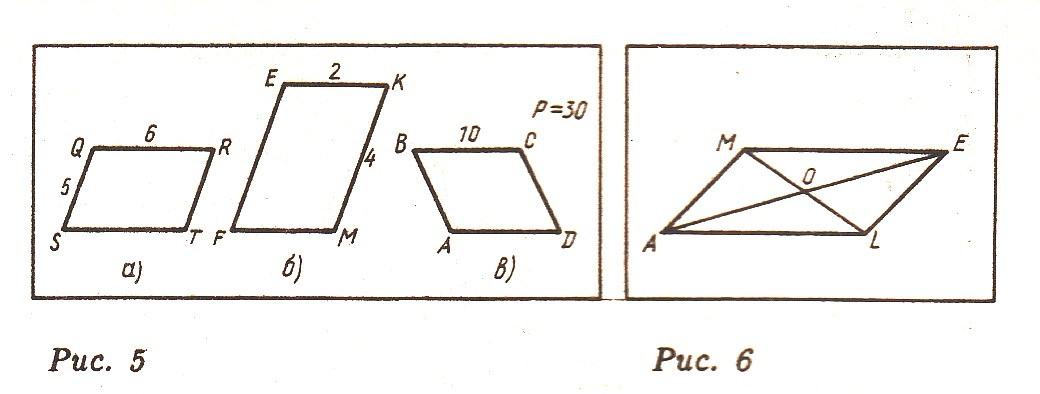 E 2 K
P=30
Q 6 R B 10 C M E
5 4 O
S T F M A D A L
а) б) в)
Рис. 5 Рис. 6